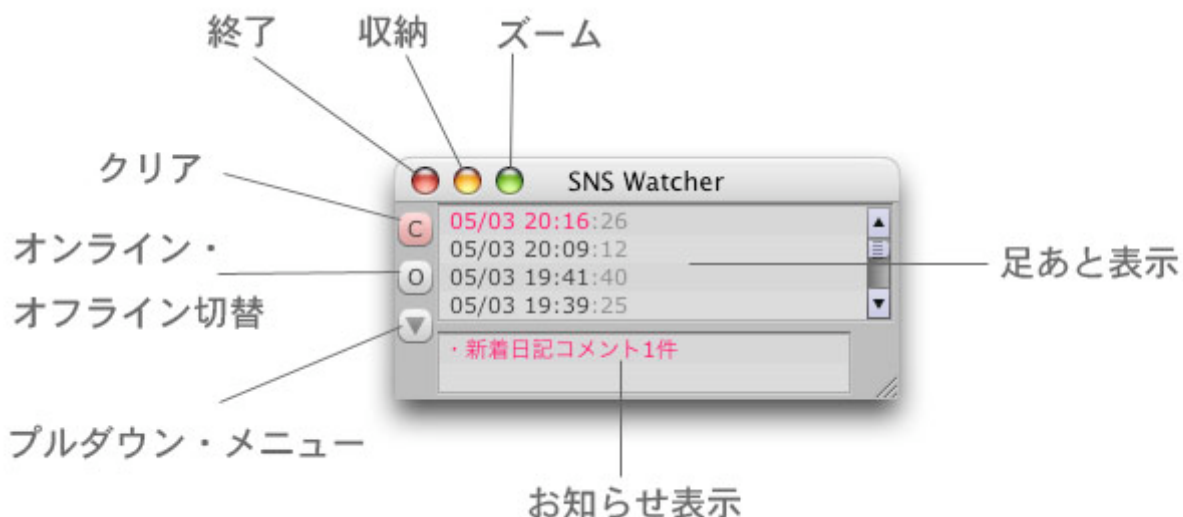 終了
収納
ズーム
クリア
SNS Watcher
C
05/03 20:16:26
オンライン・
オフライン切替
O
05/03 20:09:12
05/03 19:41:40
05/03 19:39:25
足あと表示
・新着日記コメント1件
プルダウン・メニュー
お知らせ表示